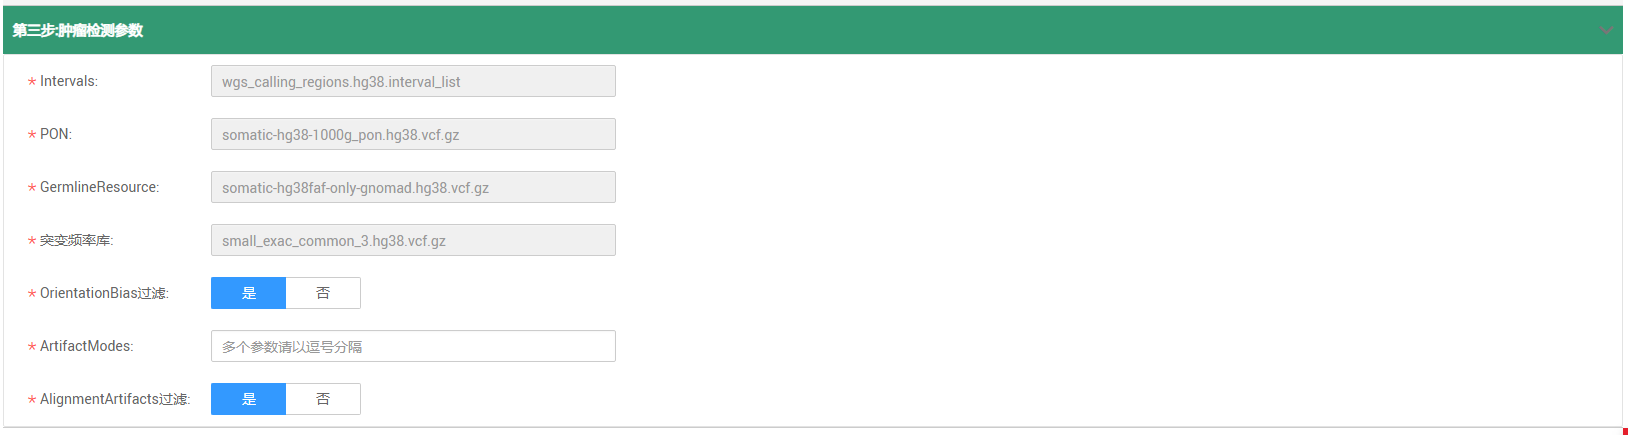 第三步:肿瘤检测参数
* Intervals: wgs_calling_regions.hg38.interval_list
* PON: somatic-hg38-1000g_pon.hg38.vcf.gz
* GermlineResource: somatic-hg38faf-only-gnomad.hg38.vcf.gz
* 突变频率库: small_exac_common_3.hg38.vcf.gz
* OrientationBias过滤: 是 否
* ArtifactModes: 多个参数请以逗号分隔
* AlignmentArtifacts过滤: 是 否